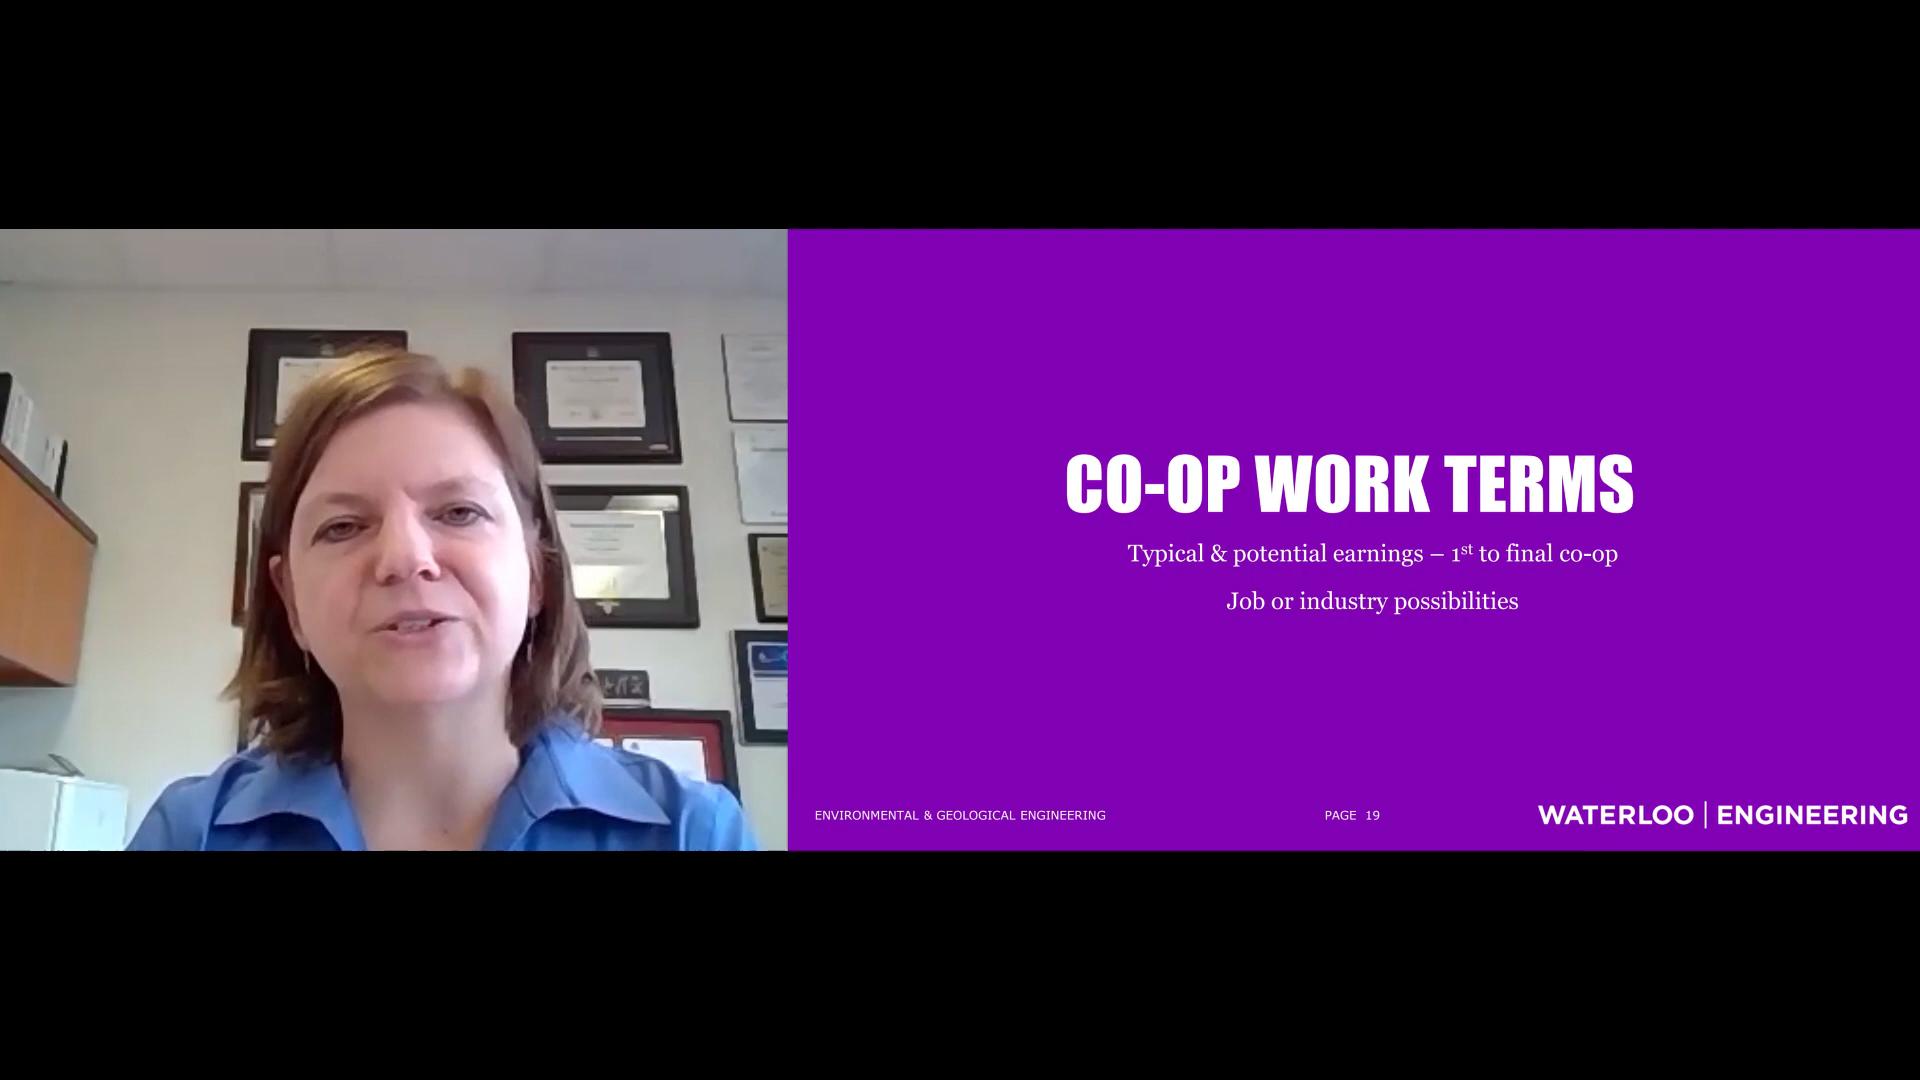 CO-OP WORK TERMS
Typical & potential earnings – 1st to final co-op
Job or industry possibilities
ENVIRONMENTAL & GEOLOGICAL ENGINEERING
PAGE 19
WATERLOO | ENGINEERING